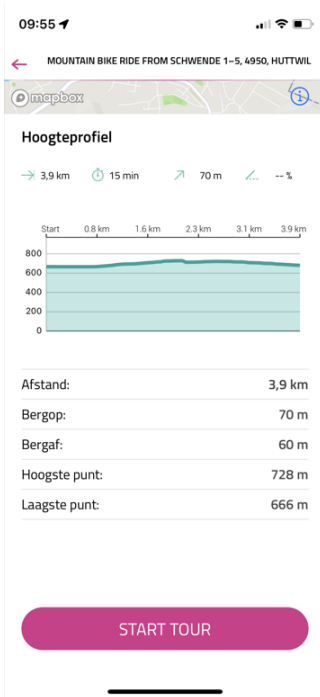 09:55
MOUNTAIN BIKE RIDE FROM SCHWENDE 1–5, 4950, HUTTWIL
mapbox
Hoogteprofiel
3,9 km 15 min 70 m -- %
Start 0.8 km 1.6 km 2.3 km 3.1 km 3.9 km
800
600
400
200
0
Afstand: 3,9 km
Bergop: 70 m
Bergaf: 60 m
Hoogste punt: 728 m
Laagste punt: 666 m
START TOUR